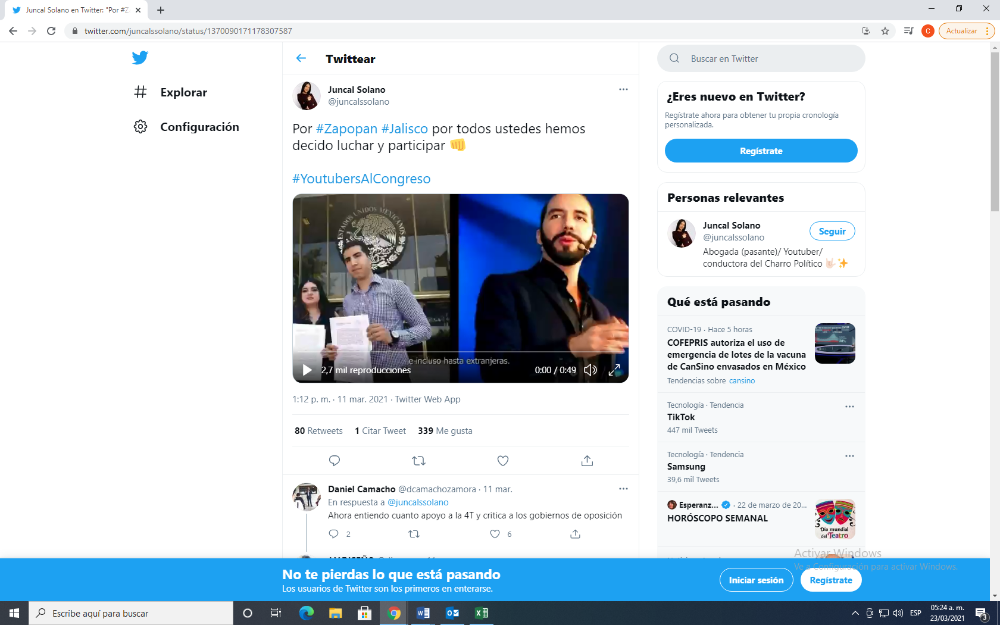 Juncal Solano en Twitter: "Por #Z
twitter.com/juncalssolano/status/1370090171178307587
C
Actualizar
Explorar
Configuración
Twittear
Juncal Solano
@juncalssolano
Por #Zapopan #Jalisco por todos ustedes hemos
decido luchar y participar 👊
#YoutubersAlCongreso
ESTADOS UNIDOS MEXICANOS
e incluso hasta extranjeras.
2,7 mil reproducciones
0:00 / 0:49
1:12 p. m. · 11 mar. 2021 · Twitter Web App
80 Retweets 1 Citar Tweet 339 Me gusta
Daniel Camacho @dcamachozamora · 11 mar.
En respuesta a @juncalssolano
Ahora entiendo cuanto apoyo a la 4T y critica a los gobiernos de oposición
2
6
Buscar en Twitter
¿Eres nuevo en Twitter?
Regístrate ahora para obtener tu propia cronología
personalizada.
Regístrate
Personas relevantes
Juncal Solano
@juncalssolano
Seguir
Abogada (pasante)/ Youtuber/
conductora del Charro Político 🤟🏻✨
Qué está pasando
COVID-19 · Hace 5 horas
COFEPRIS autoriza el uso de
emergencia de lotes de la vacuna
de CanSino envasados en México
Tendencias sobre cansino
Tecnología · Tendencia
TikTok
447 mil Tweets
Tecnología · Tendencia
Samsung
39,6 mil Tweets
Esperanz... · 22 de marzo de 20...
HORÓSCOPO SEMANAL
Día mundial
del Teatro
Activar Windows
Ve a Configuración para activar Windows.
No te pierdas lo que está pasando
Los usuarios de Twitter son los primeros en enterarse.
Iniciar sesión
Regístrate
Escribe aquí para buscar
ESP
05:24 a. m.
23/03/2021
3